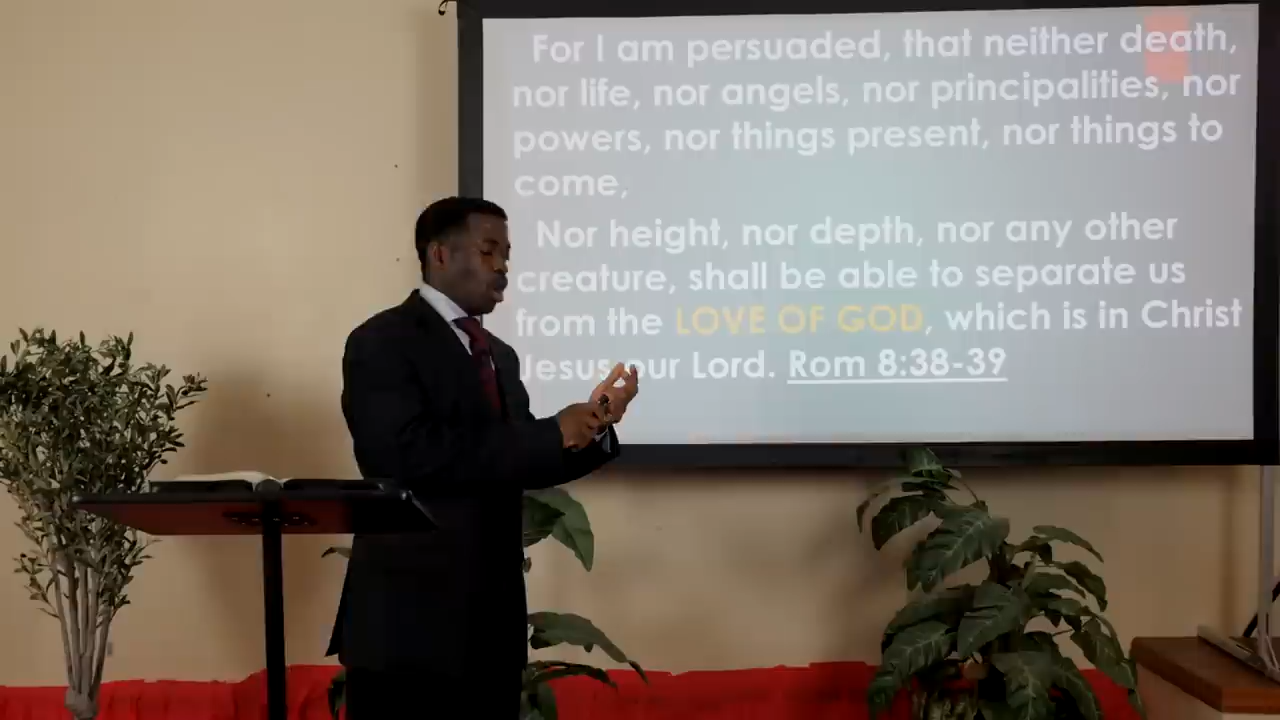 For I am persuaded, that neither death,
nor life, nor angels, nor principalities, nor
powers, nor things present, nor things to
come,
Nor height, nor depth, nor any other
creature, shall be able to separate us
from the LOVE OF GOD, which is in Christ
Jesus our Lord. Rom 8:38-39